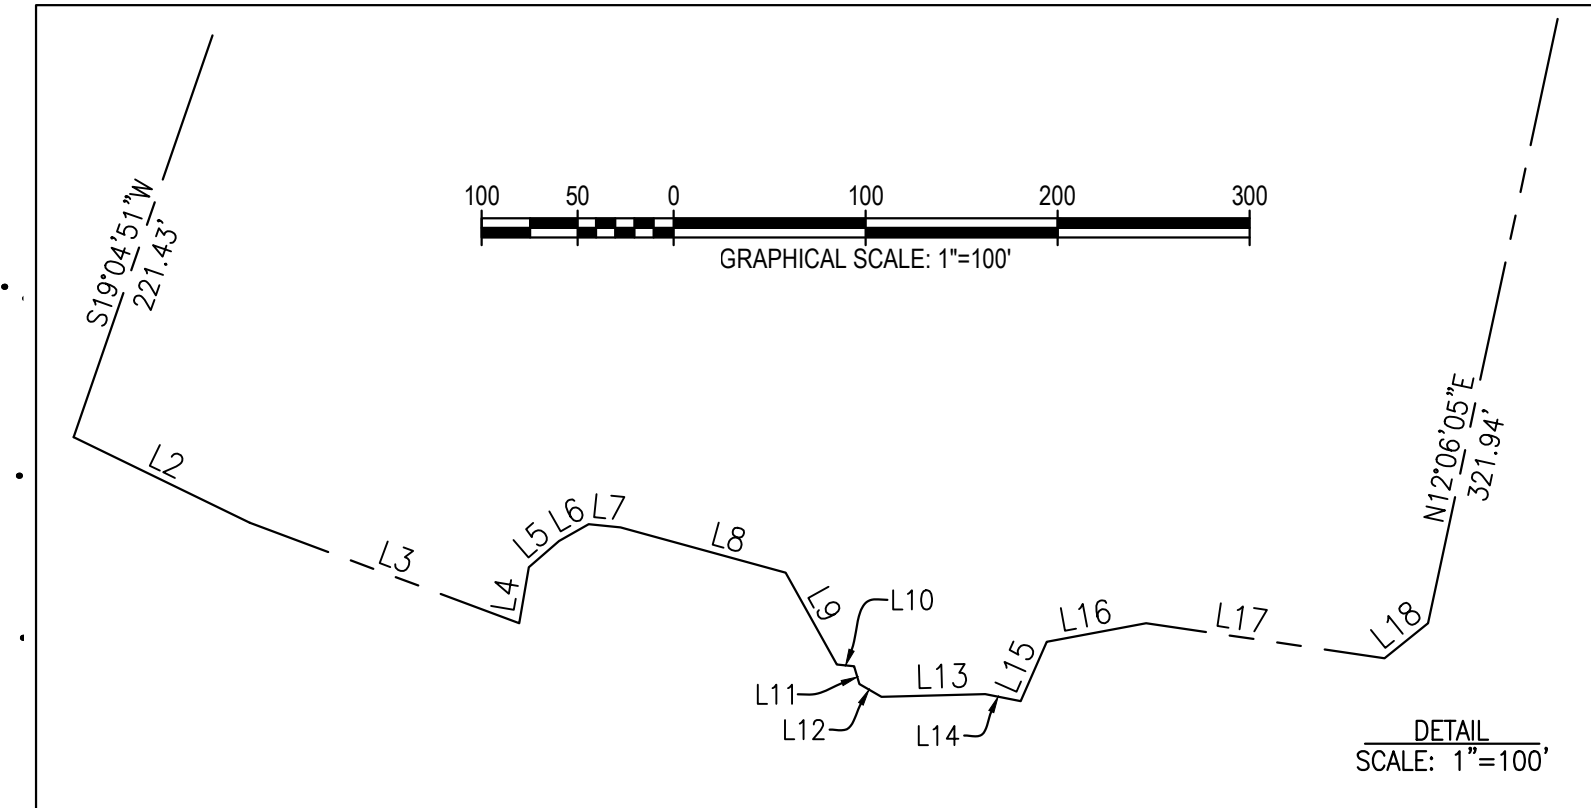 100 50 0 100 200 300
GRAPHICAL SCALE: 1"=100'
S19°04'51"W
221.43'
N12°06'05"E
321.94'
L2
L3
L4
L5
L6
L7
L8
L9
L10
L11
L12
L13
L14
L15
L16
L17
L18
DETAIL
SCALE: 1"=100'